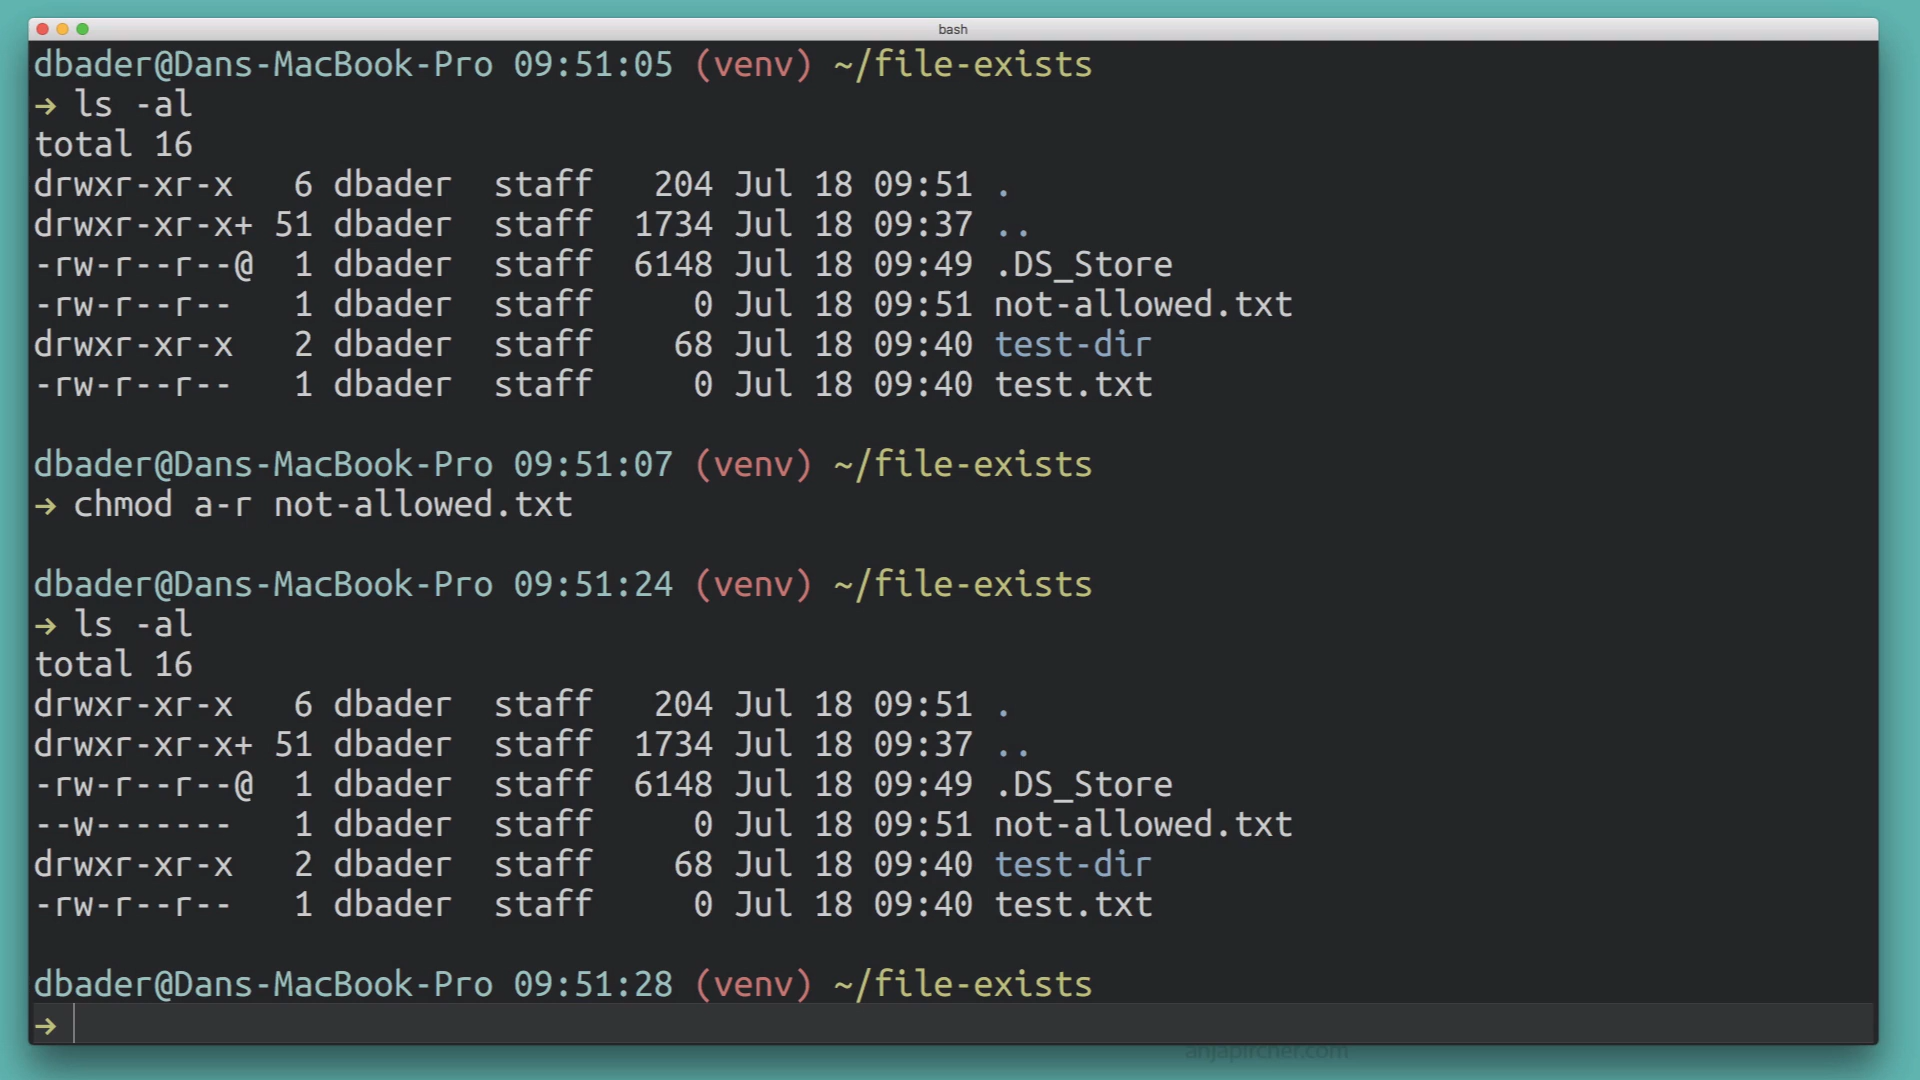 bash
dbader@Dans-MacBook-Pro 09:51:05 (venv) ~/file-exists
→ ls -al
total 16
drwxr-xr-x   6 dbader  staff   204 Jul 18 09:51 .
drwxr-xr-x+ 51 dbader  staff  1734 Jul 18 09:37 ..
-rw-r--r--@  1 dbader  staff  6148 Jul 18 09:49 .DS_Store
-rw-r--r--   1 dbader  staff     0 Jul 18 09:51 not-allowed.txt
drwxr-xr-x   2 dbader  staff    68 Jul 18 09:40 test-dir
-rw-r--r--   1 dbader  staff     0 Jul 18 09:40 test.txt
dbader@Dans-MacBook-Pro 09:51:07 (venv) ~/file-exists
→ chmod a-r not-allowed.txt
dbader@Dans-MacBook-Pro 09:51:24 (venv) ~/file-exists
→ ls -al
total 16
drwxr-xr-x   6 dbader  staff   204 Jul 18 09:51 .
drwxr-xr-x+ 51 dbader  staff  1734 Jul 18 09:37 ..
-rw-r--r--@  1 dbader  staff  6148 Jul 18 09:49 .DS_Store
--w-------   1 dbader  staff     0 Jul 18 09:51 not-allowed.txt
drwxr-xr-x   2 dbader  staff    68 Jul 18 09:40 test-dir
-rw-r--r--   1 dbader  staff     0 Jul 18 09:40 test.txt
dbader@Dans-MacBook-Pro 09:51:28 (venv) ~/file-exists
→
anjapircher.com